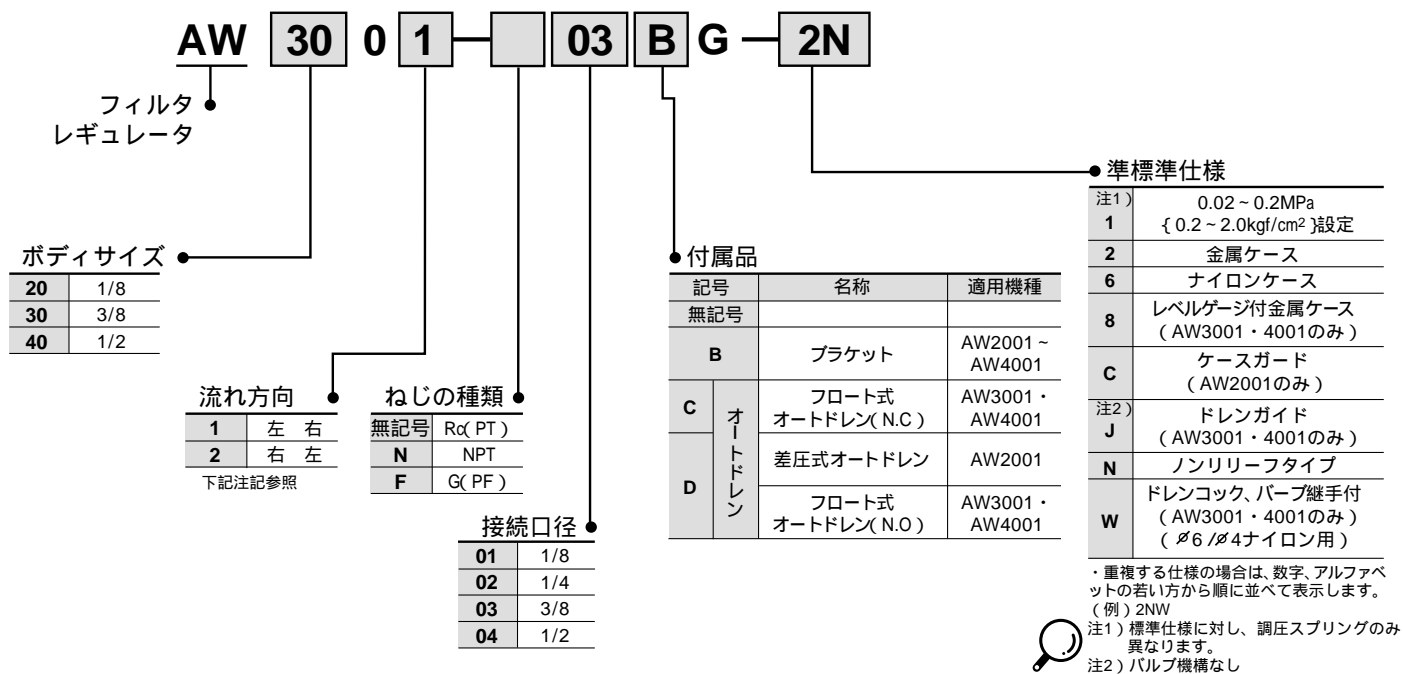 AW 30 0 1 — 03 B G — 2N
フィルタ
レギュレータ
ボディサイズ
20 1/8
30 3/8
40 1/2
流れ方向
1 左 右
2 右 左
下記注記参照
ねじの種類
無記号 Rc(PT)
N NPT
F G(PF)
接続口径
01 1/8
02 1/4
03 3/8
04 1/2
付属品
記号 名称 適用機種
無記号
B ブラケット AW2001~
AW4001
オートドレン
C フロート式
オートドレン(N.C) AW3001・
AW4001
D 差圧式オートドレン AW2001
フロート式
オートドレン(N.O) AW3001・
AW4001
準標準仕様
注1)
1 0.02~0.2MPa
{0.2~2.0kgf/cm²}設定
2 金属ケース
6 ナイロンケース
8 レベルゲージ付金属ケース
(AW3001・4001のみ)
C ケースガード
(AW2001のみ)
注2)
J ドレンガイド
(AW3001・4001のみ)
N ノンリリーフタイプ
W ドレンコック、バーブ継手付
(AW3001・4001のみ)
(ø6/ø4ナイロン用)
・重複する仕様の場合は、数字、アルファベ
ットの若い方から順に並べて表示します。
(例)2NW
注1)標準仕様に対し、調圧スプリングのみ
異なります。
注2)バルブ機構なし